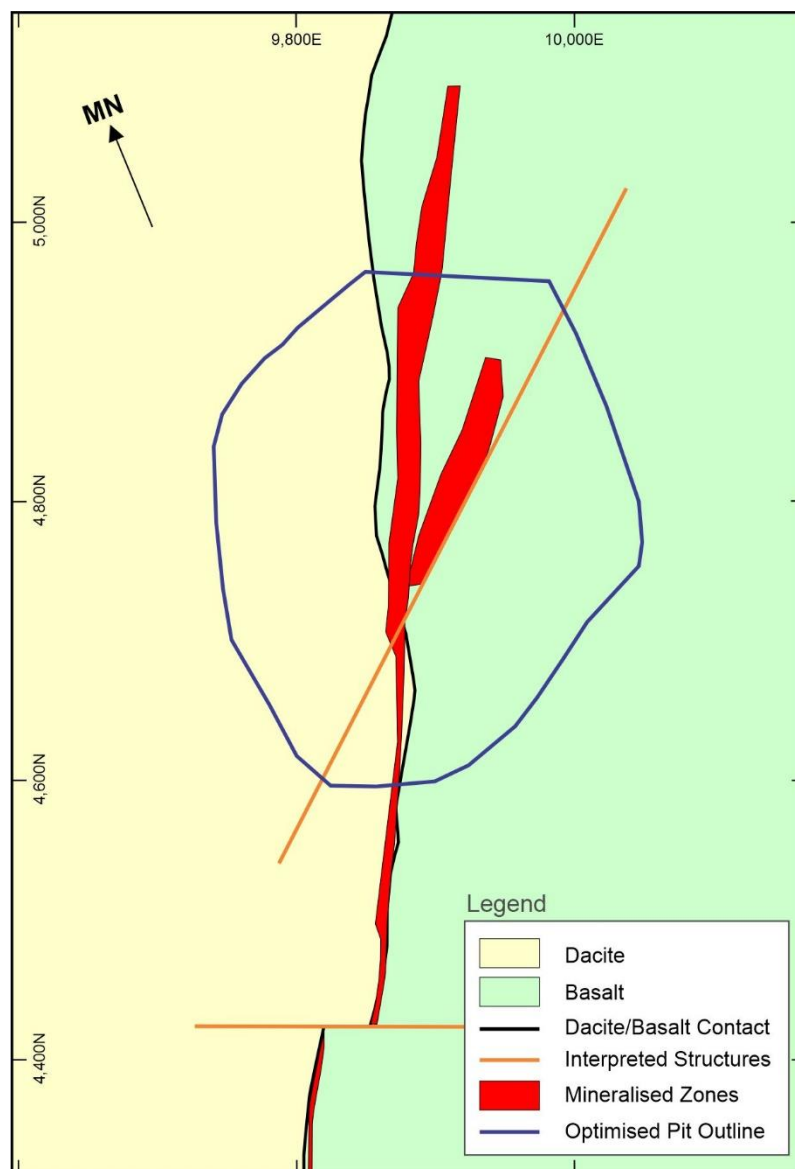 9,800E
10,000E
MN
5,000N
4,800N
4,600N
4,400N
Legend
Dacite
Basalt
Dacite/Basalt Contact
Interpreted Structures
Mineralised Zones
Optimised Pit Outline